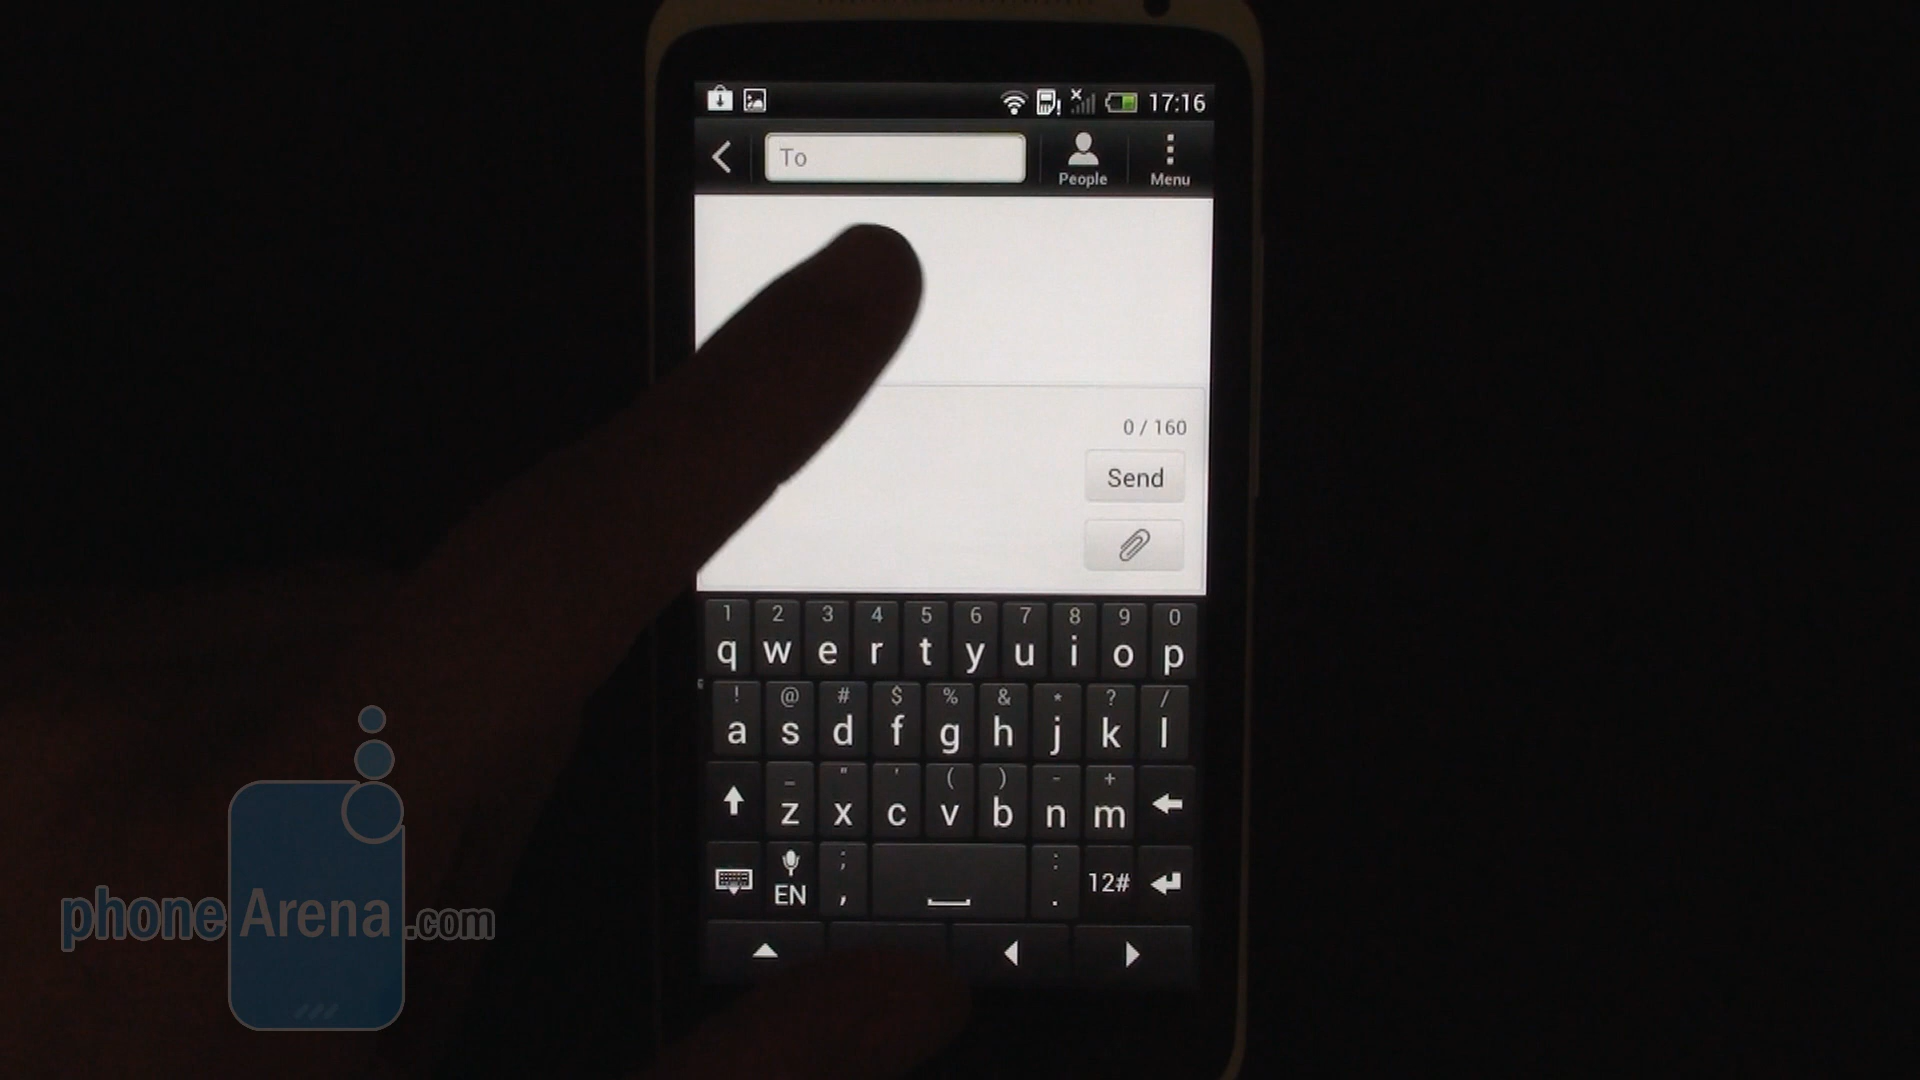 17:16
To
People
Menu
0 / 160
Send
1 2 3 4 5 6 7 8 9 0
q w e r t y u i o p
! @ # $ % & * ? /
a s d f g h j k l
_ " ' ( ) - +
z x c v b n m
; :
EN , . 12#
phoneArena.com